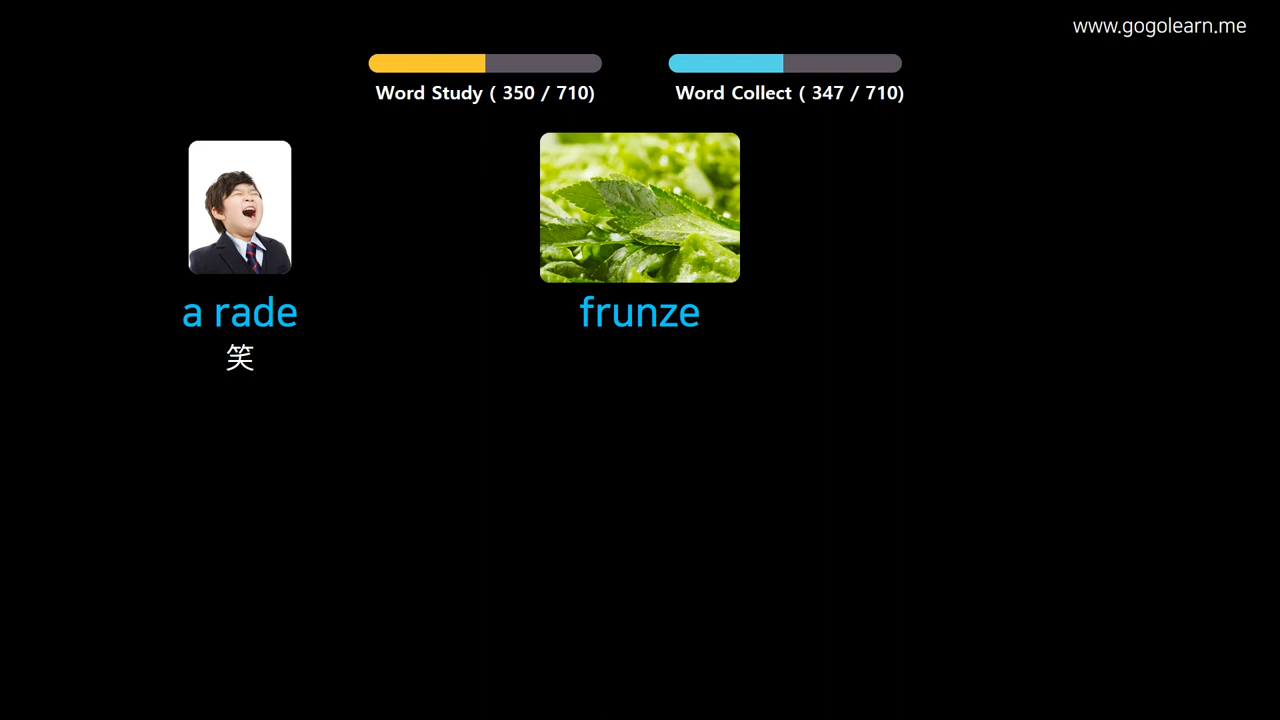 www.gogolearn.me
Word Study ( 350 / 710)
Word Collect ( 347 / 710)
a rade
笑
frunze